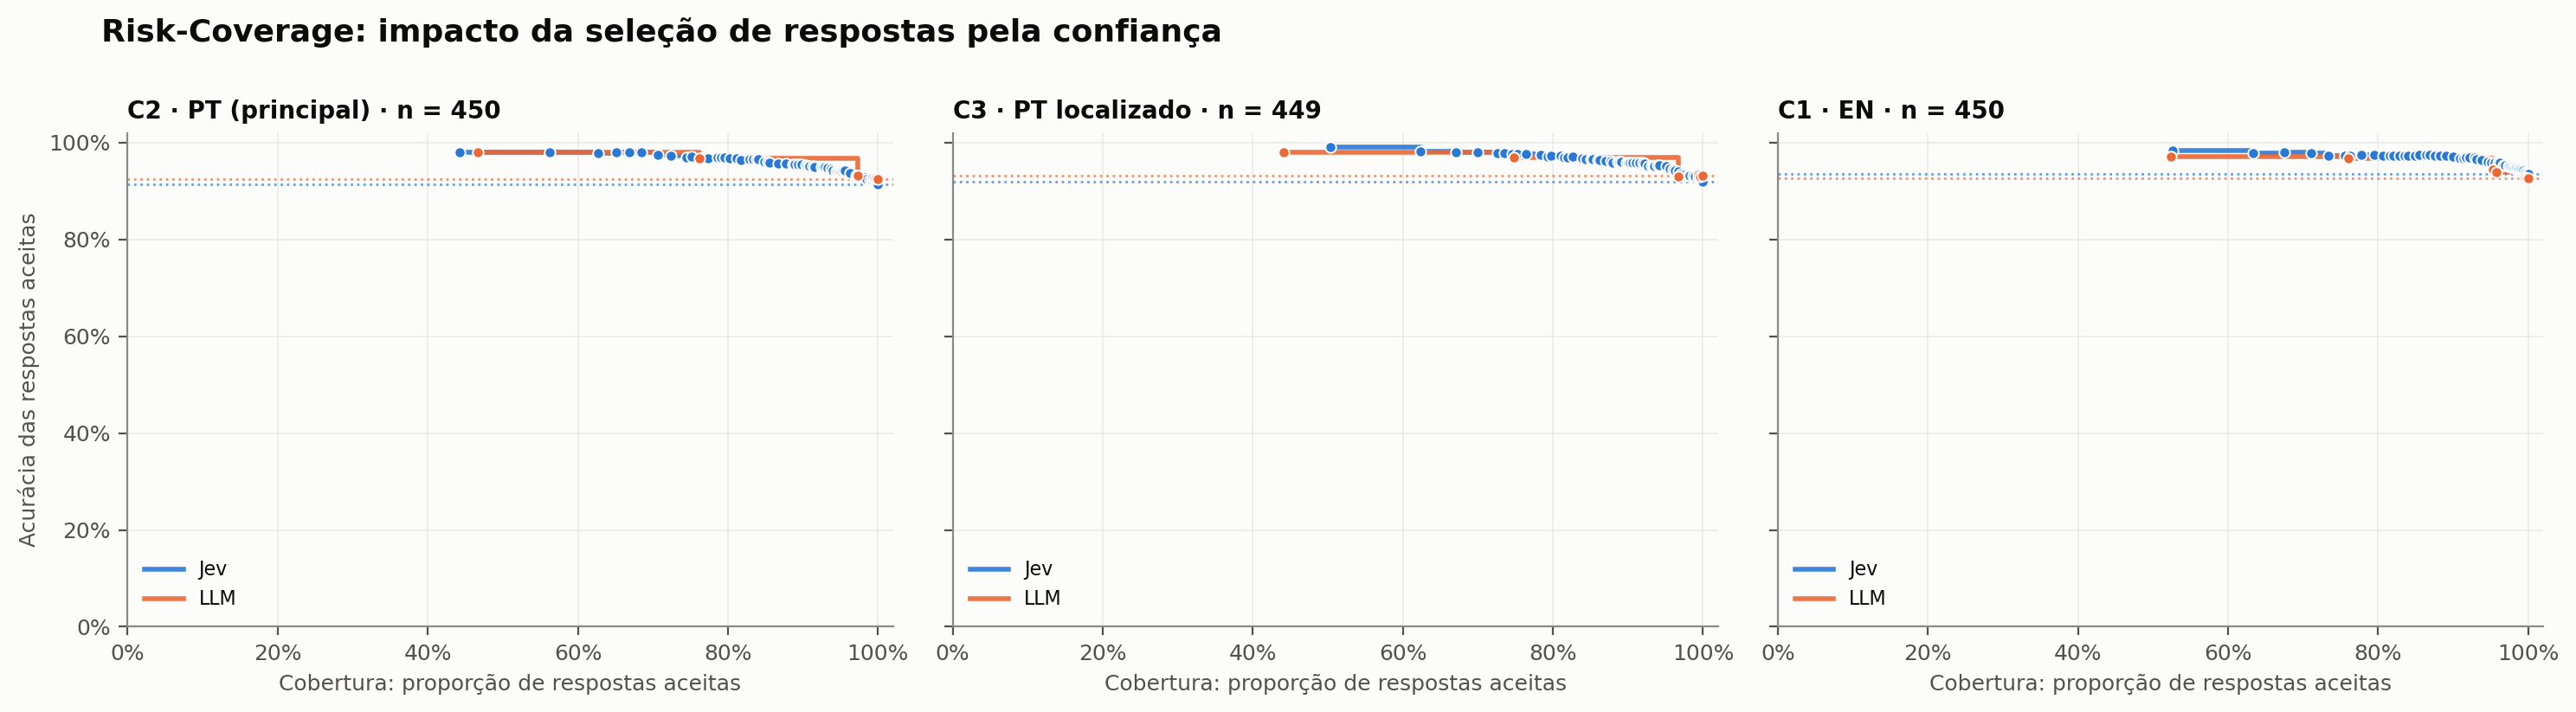 Risk-Coverage: impacto da seleção de respostas pela confiança
C2 · PT (principal) · n = 450
C3 · PT localizado · n = 449
C1 · EN · n = 450
Acurácia das respostas aceitas
100%
80%
60%
40%
20%
0%
Jev
LLM
Jev
LLM
Jev
LLM
0% 20% 40% 60% 80% 100%
0% 20% 40% 60% 80% 100%
0% 20% 40% 60% 80% 100%
Cobertura: proporção de respostas aceitas
Cobertura: proporção de respostas aceitas
Cobertura: proporção de respostas aceitas